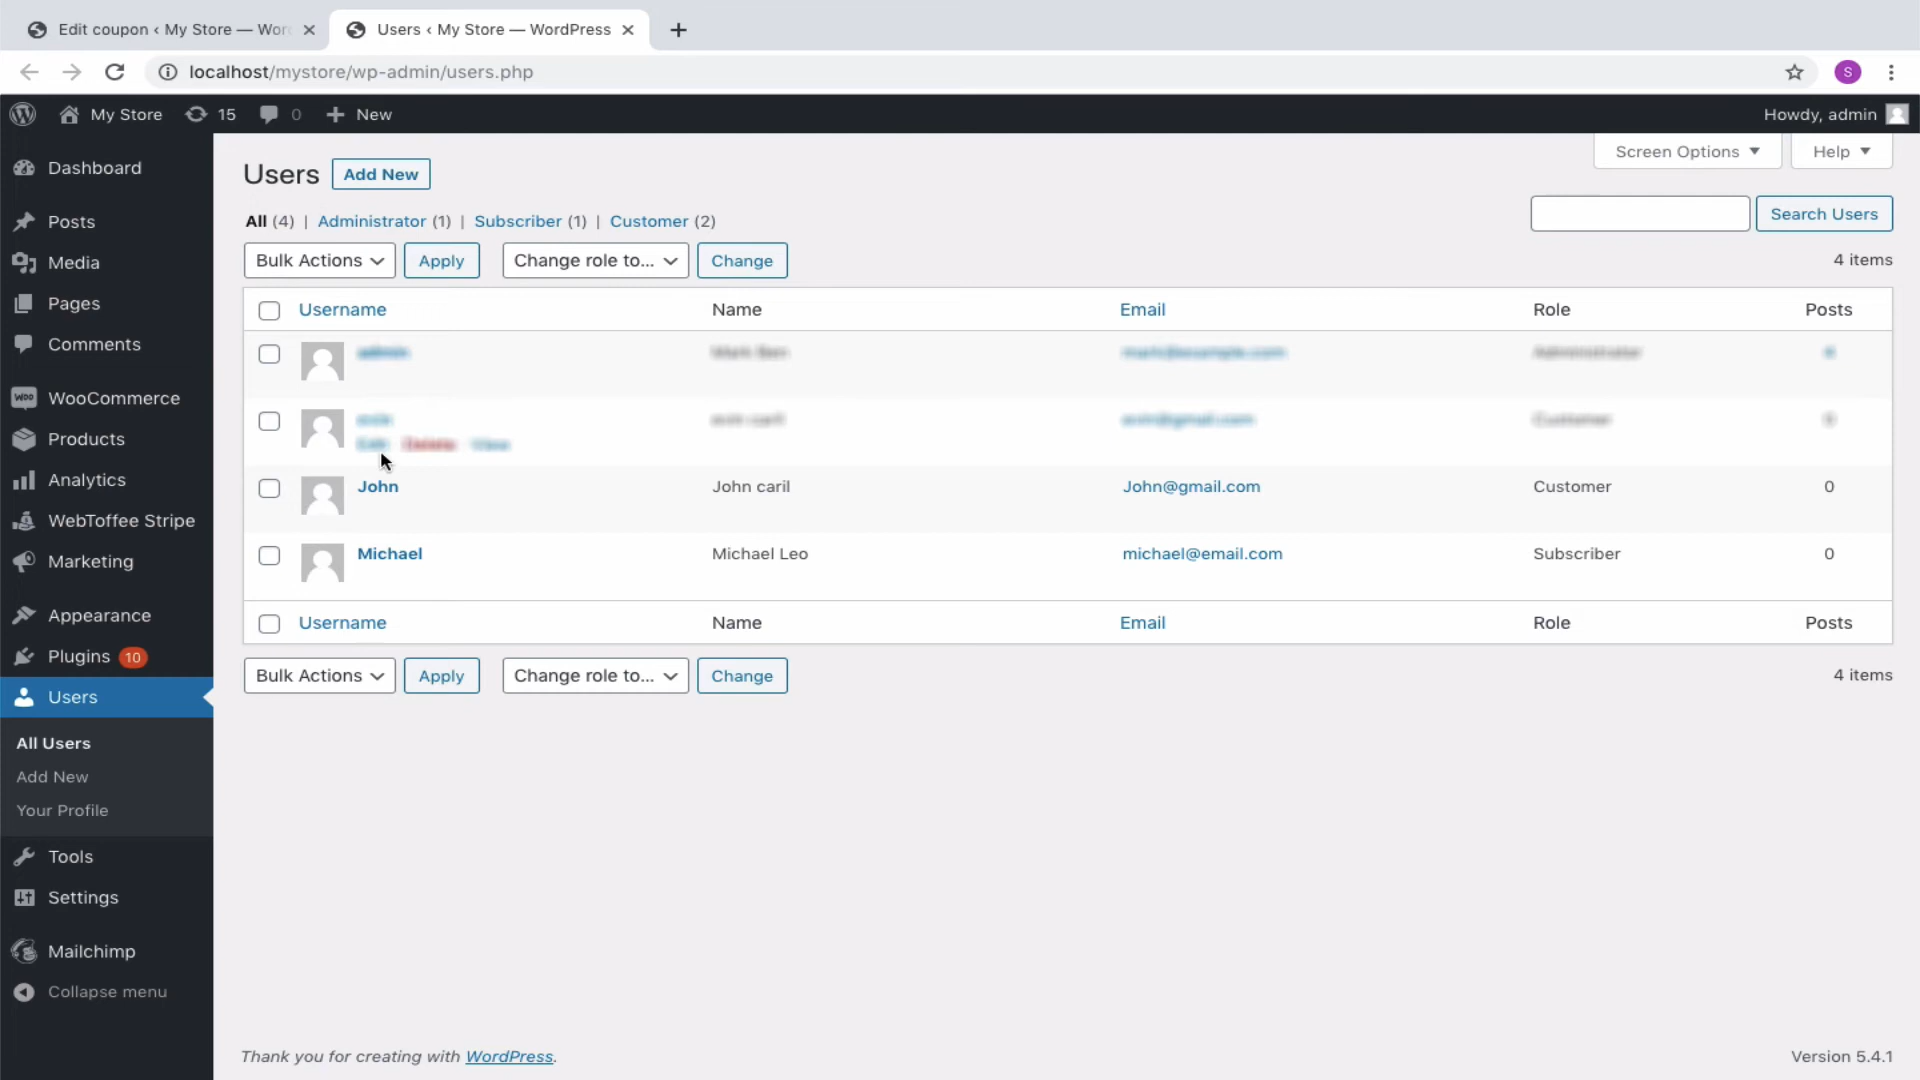 Edit coupon ‹ My Store — Wor
Users ‹ My Store — WordPress
localhost/mystore/wp-admin/users.php
S
My Store 15 0 New
Howdy, admin
Dashboard
Posts
Media
Pages
Comments
WooCommerce
Products
Analytics
WebToffee Stripe
Marketing
Appearance
Plugins 10
Users
All Users
Add New
Your Profile
Tools
Settings
Mailchimp
Collapse menu
Screen Options Help
Users Add New
All (4) | Administrator (1) | Subscriber (1) | Customer (2)
Search Users
Bulk Actions Apply Change role to... Change 4 items
Username Name Email Role Posts
admin
Delete View
John John caril John@gmail.com Customer 0
Michael Michael Leo michael@email.com Subscriber 0
Username Name Email Role Posts
Bulk Actions Apply Change role to... Change 4 items
Thank you for creating with WordPress.
Version 5.4.1